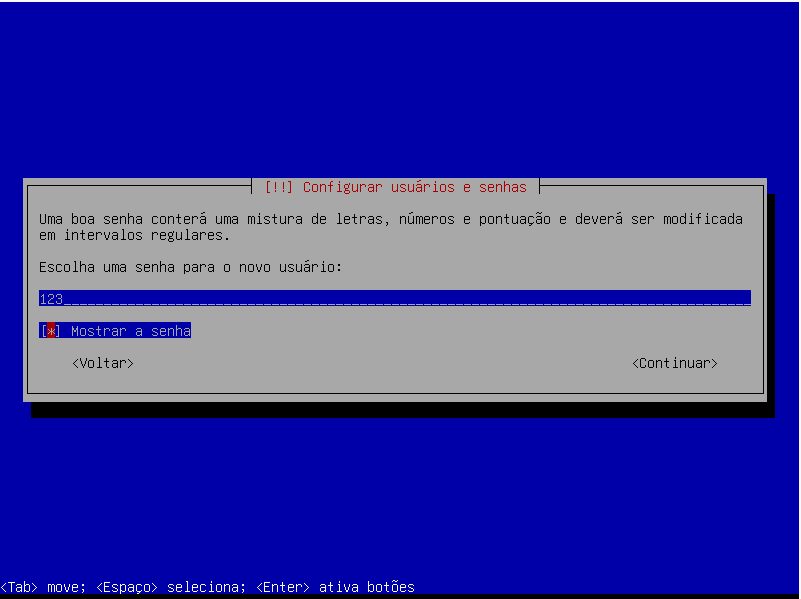 [!!] Configurar usuários e senhas
Uma boa senha conterá uma mistura de letras, números e pontuação e deverá ser modificada
em intervalos regulares.
Escolha uma senha para o novo usuário:
123
[*] Mostrar a senha
<Voltar> <Continuar>
<Tab> move; <Espaço> seleciona; <Enter> ativa botões